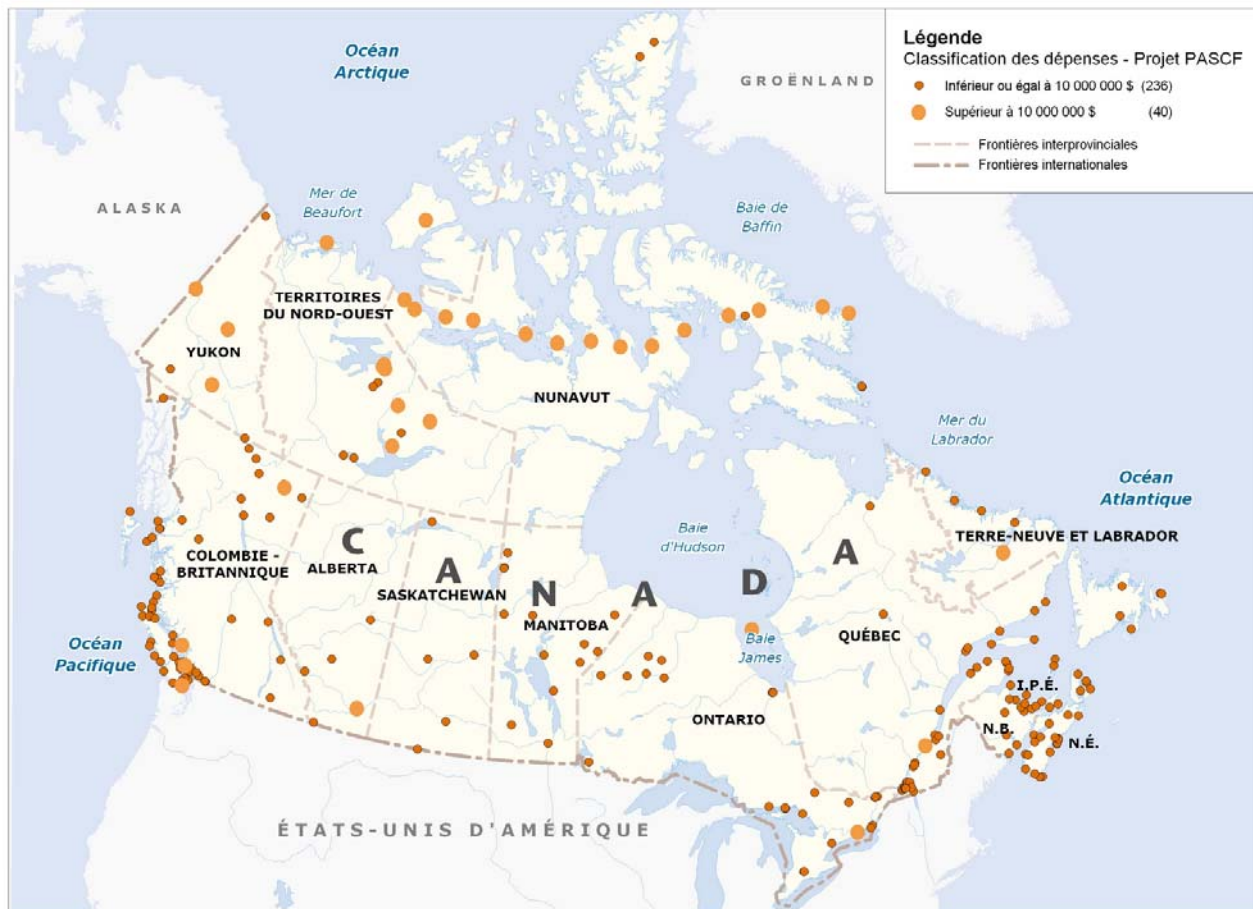 Légende
Classification des dépenses - Projet PASCF
Inférieur ou égal à 10 000 000 $ (236)
Supérieur à 10 000 000 $ (40)
Frontières interprovinciales
Frontières internationales
Océan
Arctique
GROËNLAND
ALASKA
Mer de
Beaufort
Baie de
Baffin
TERRITOIRES
DU NORD-OUEST
YUKON
NUNAVUT
Mer du
Labrador
Océan
Atlantique
Baie
d'Hudson
C A N A D A
COLOMBIE -
BRITANNIQUE
ALBERTA
SASKATCHEWAN
MANITOBA
TERRE-NEUVE ET LABRADOR
Océan
Pacifique
Baie
James
QUÉBEC
ONTARIO
I.P.É.
N.B.
N.É.
ÉTATS-UNIS D'AMÉRIQUE